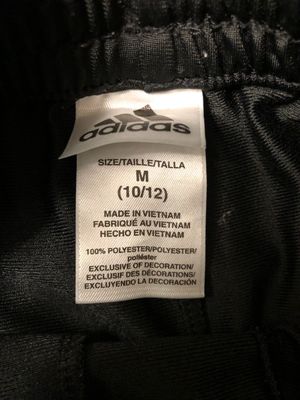 adidas
SIZE/TAILLE/TALLA
M
(10/12)
MADE IN VIETNAM
FABRIQUÉ AU VIETNAM
HECHO EN VIETNAM
100% POLYESTER/POLYESTER/
poliéster
EXCLUSIVE OF DECORATION/
EXCLUSIF DES DÉCORATIONS/
EXCLUYENDO LA DECORACIÓN